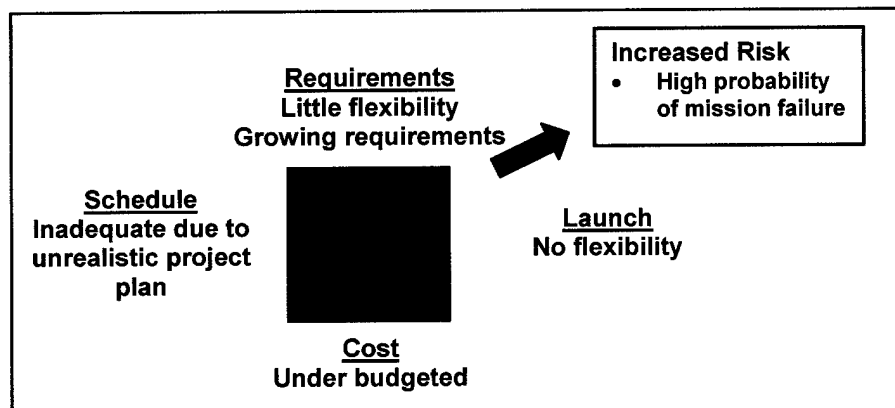 Requirements
Little flexibility
Growing requirements
Increased Risk
• High probability
of mission failure
Schedule
Inadequate due to
unrealistic project
plan
Launch
No flexibility
Cost
Under budgeted